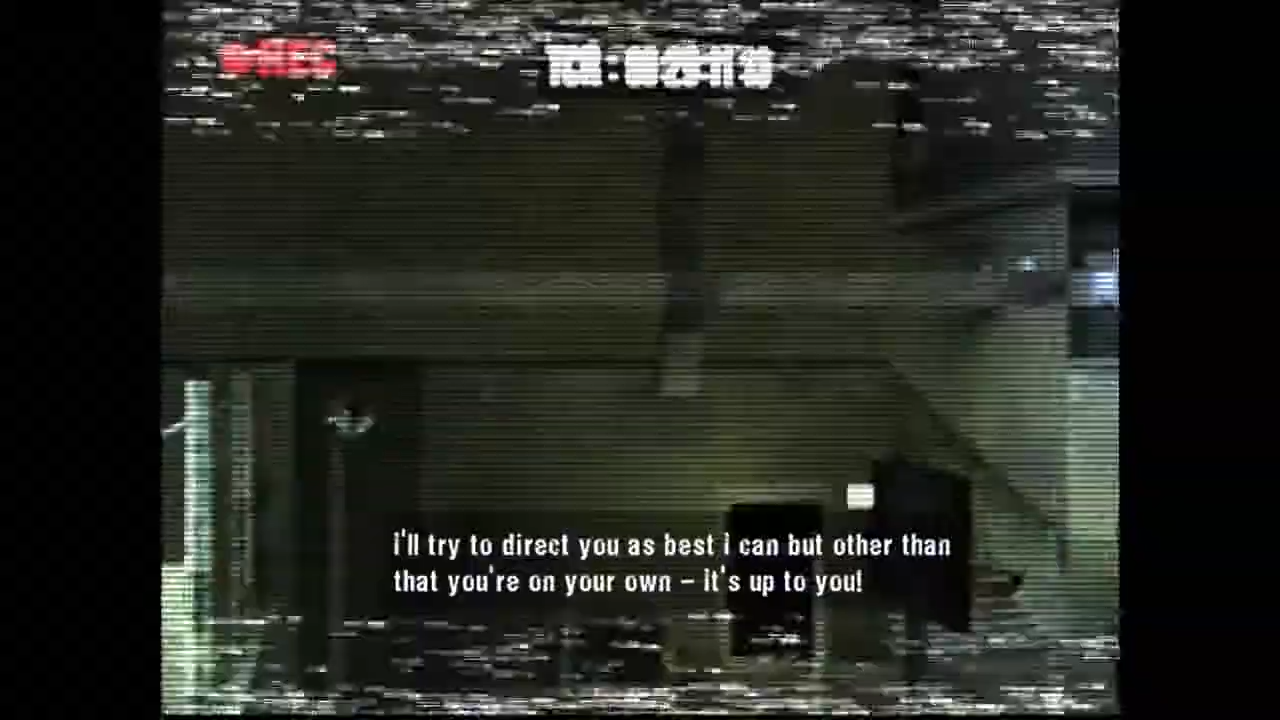 REC
i'll try to direct you as best i can but other than
that you're on your own – it's up to you!